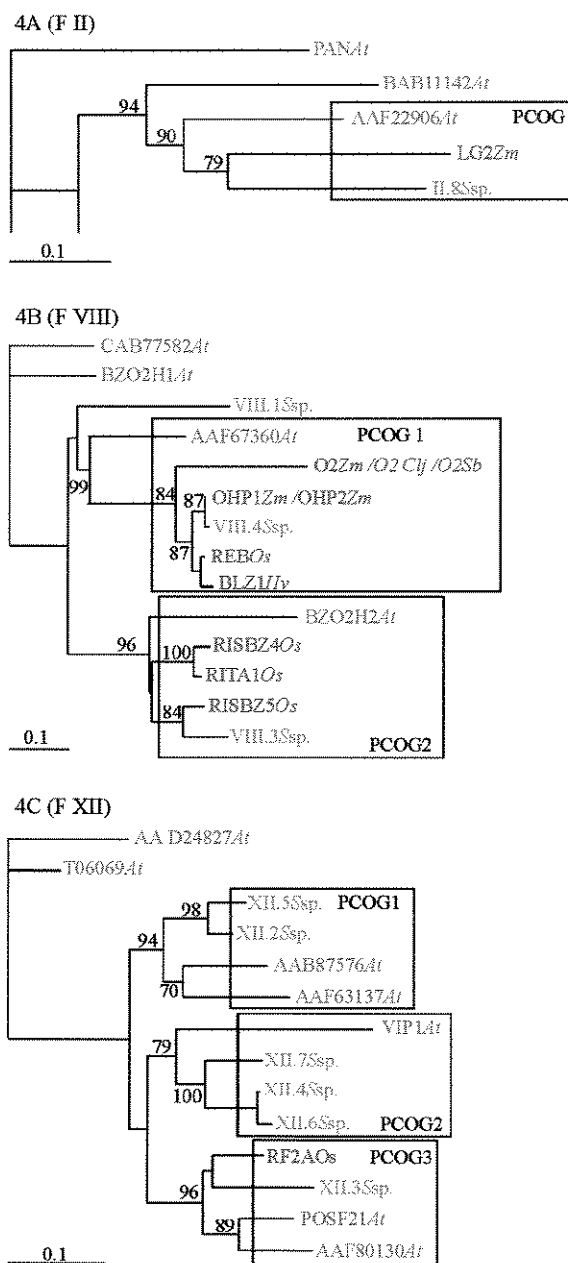 4A (F II)
PANAt
BAB11142At
94
AAF22906At PCOG
90
79
LG2Zm
II.8Ssp.
0.1
4B (F VIII)
CAB77582At
BZO2H1At
VIII.1Ssp.
AAF67360At PCOG 1
99
O2Zm /O2 Clj /O2Sb
84
87
OHP1Zm /OHP2Zm
VIII.4Ssp.
87
REBOs
BLZ1Hv
BZO2H2At
96
RISBZ4Os
100
RITA1Os
RISBZ5Os
84
VIII.3Ssp.
0.1
PCOG2
4C (F XII)
AA D24827At
T06069At
XII.5Ssp. PCOG1
98
XII.2Ssp.
94
AAB87576At
70
AAF63137At
VIP1At
79
XII.7Ssp.
XII.4Ssp.
100
XII.6Ssp. PCOG2
RF2AOs PCOG3
XII.3Ssp.
96
POSF21At
89
AAF80130At
0.1